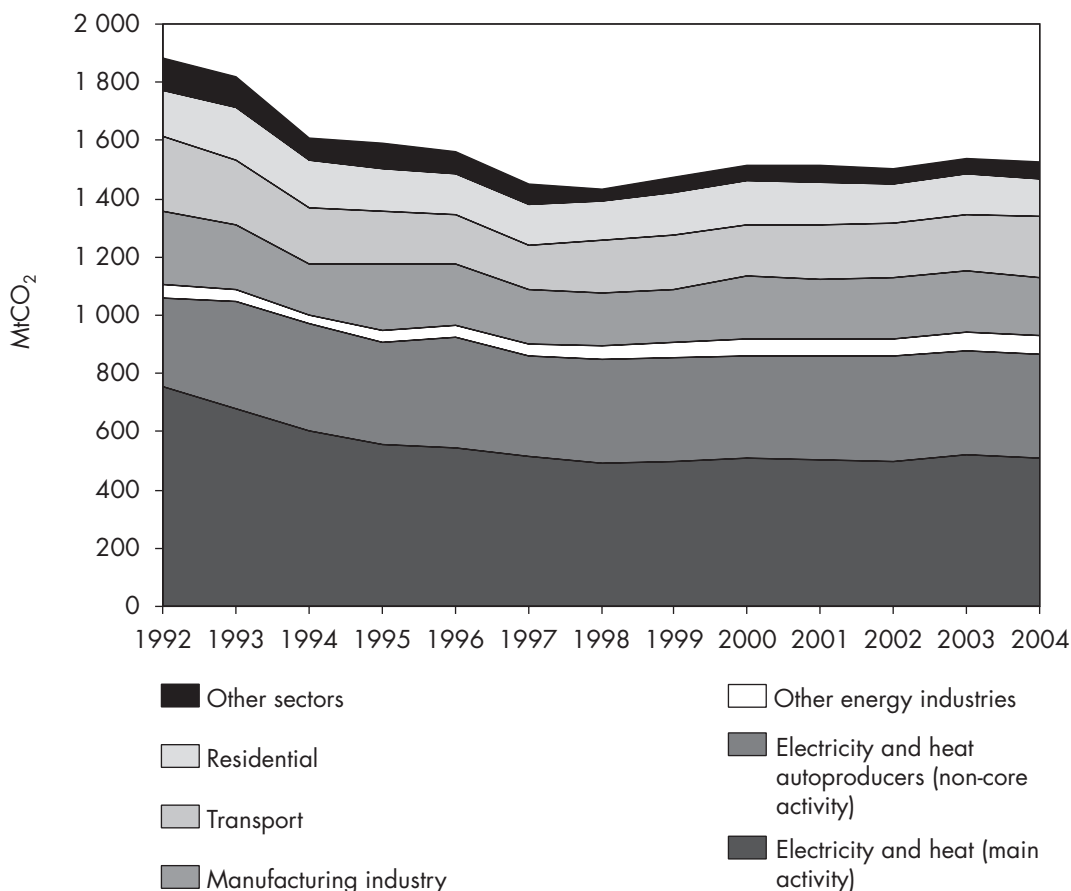 2 000
1 800
1 600
1 400
1 200
1 000
800
600
400
200
0
MtCO₂
1992 1993 1994 1995 1996 1997 1998 1999 2000 2001 2002 2003 2004
Other sectors
Residential
Transport
Manufacturing industry
Other energy industries
Electricity and heat
autoproducers (non-core
activity)
Electricity and heat (main
activity)